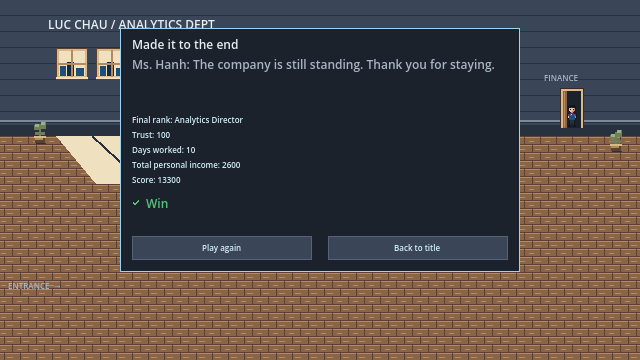 LUC CHAU / ANALYTICS DEPT
Made it to the end
Ms. Hanh: The company is still standing. Thank you for staying.
FINANCE
Final rank: Analytics Director
Trust: 100
Days worked: 10
Total personal income: 2600
Score: 13300
✓ Win
Play again
Back to title
ENTRANCE